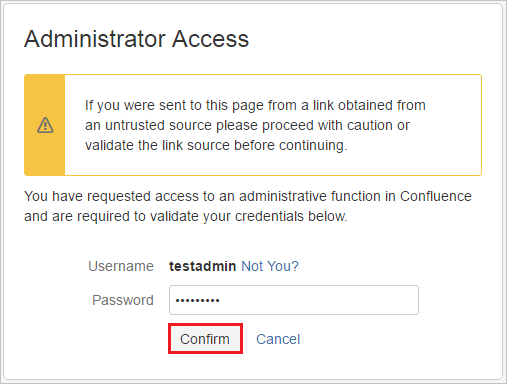 Administrator Access
If you were sent to this page from a link obtained from
an untrusted source please proceed with caution or
validate the link source before continuing.
You have requested access to an administrative function in Confluence
and are required to validate your credentials below.
Username testadmin Not You?
Password •••••••••
Confirm Cancel